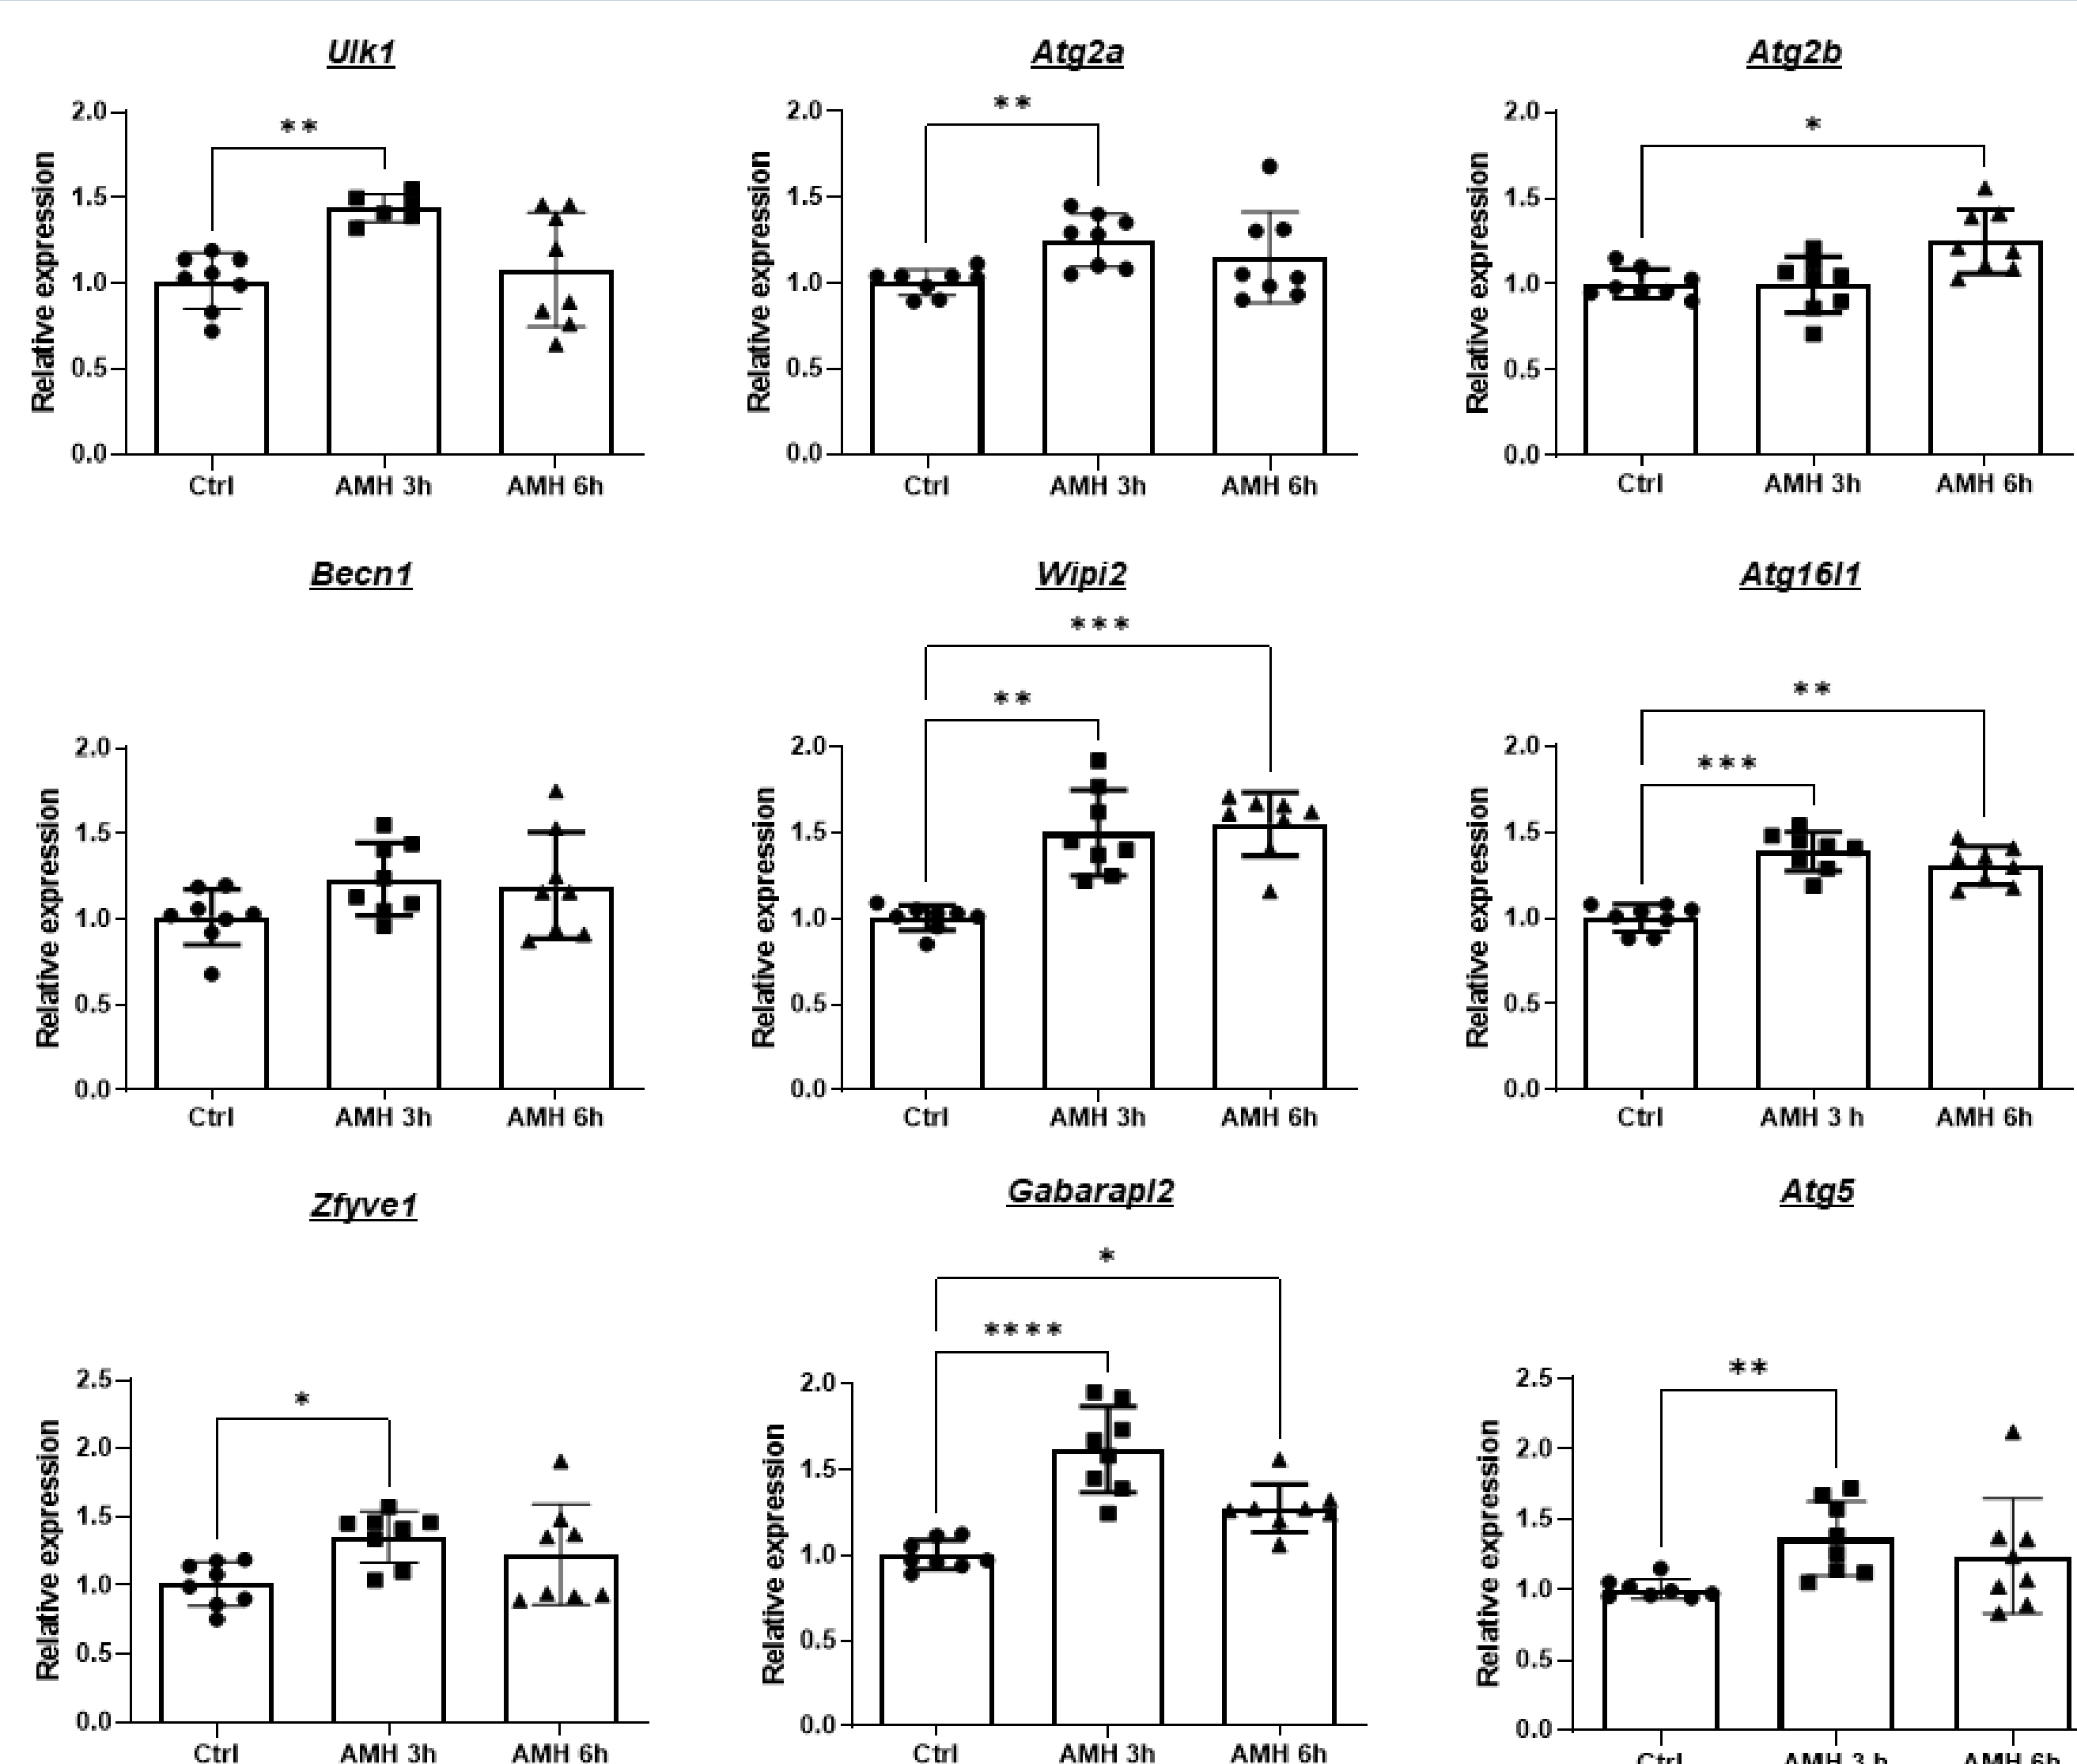 Ulk1
**
Relative expression
2.0
1.5
1.0
0.5
0.0
Ctrl AMH 3h AMH 6h
Atg2a
**
Relative expression
2.0
1.5
1.0
0.5
0.0
Ctrl AMH 3h AMH 6h
Atg2b
*
Relative expression
2.0
1.5
1.0
0.5
0.0
Ctrl AMH 3h AMH 6h
Becn1
Relative expression
2.0
1.5
1.0
0.5
0.0
Ctrl AMH 3h AMH 6h
Wipi2
***
**
Relative expression
2.0
1.5
1.0
0.5
0.0
Ctrl AMH 3h AMH 6h
Atg16l1
**
***
Relative expression
2.0
1.5
1.0
0.5
0.0
Ctrl AMH 3 h AMH 6h
Zfyve1
*
Relative expression
2.5
2.0
1.5
1.0
0.5
0.0
Ctrl AMH 3h AMH 6h
Gabarapl2
*
****
Relative expression
2.0
1.5
1.0
0.5
0.0
Ctrl AMH 3h AMH 6h
Atg5
**
Relative expression
2.5
2.0
1.5
1.0
0.5
0.0
Ctrl AMH 3 h AMH 6h